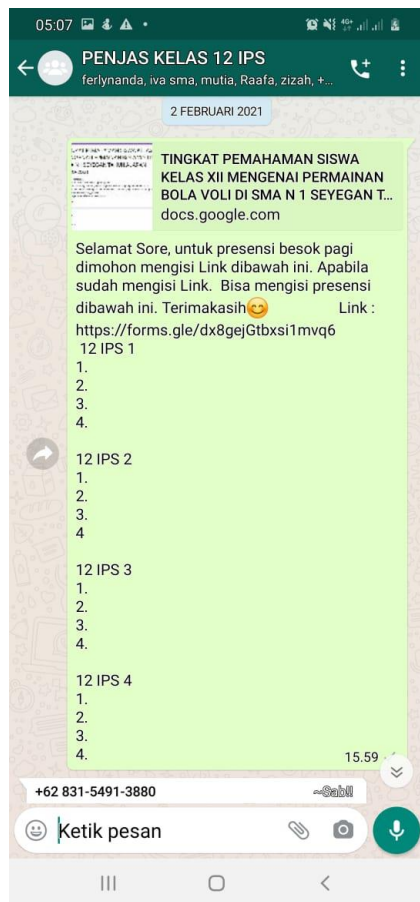 05:07
4G+
PENJAS KELAS 12 IPS
ferlynanda, iva sma, mutia, Raafa, zizah, +...
2 FEBRUARI 2021
TINGKAT PEMAHAMAN SISWA
KELAS XII MENGENAI PERMAINAN
BOLA VOLI DI SMA N 1 SEYEGAN T...
docs.google.com
Selamat Sore, untuk presensi besok pagi
dimohon mengisi Link dibawah ini. Apabila
sudah mengisi Link. Bisa mengisi presensi
dibawah ini. Terimakasih😊 Link :
https://forms.gle/dx8gejGtbxsi1mvq6
12 IPS 1
1.
2.
3.
4.
12 IPS 2
1.
2.
3.
4
12 IPS 3
1.
2.
3.
4.
12 IPS 4
1.
2.
3.
4.
15.59
+62 831-5491-3880 ~Sab!!
Ketik pesan